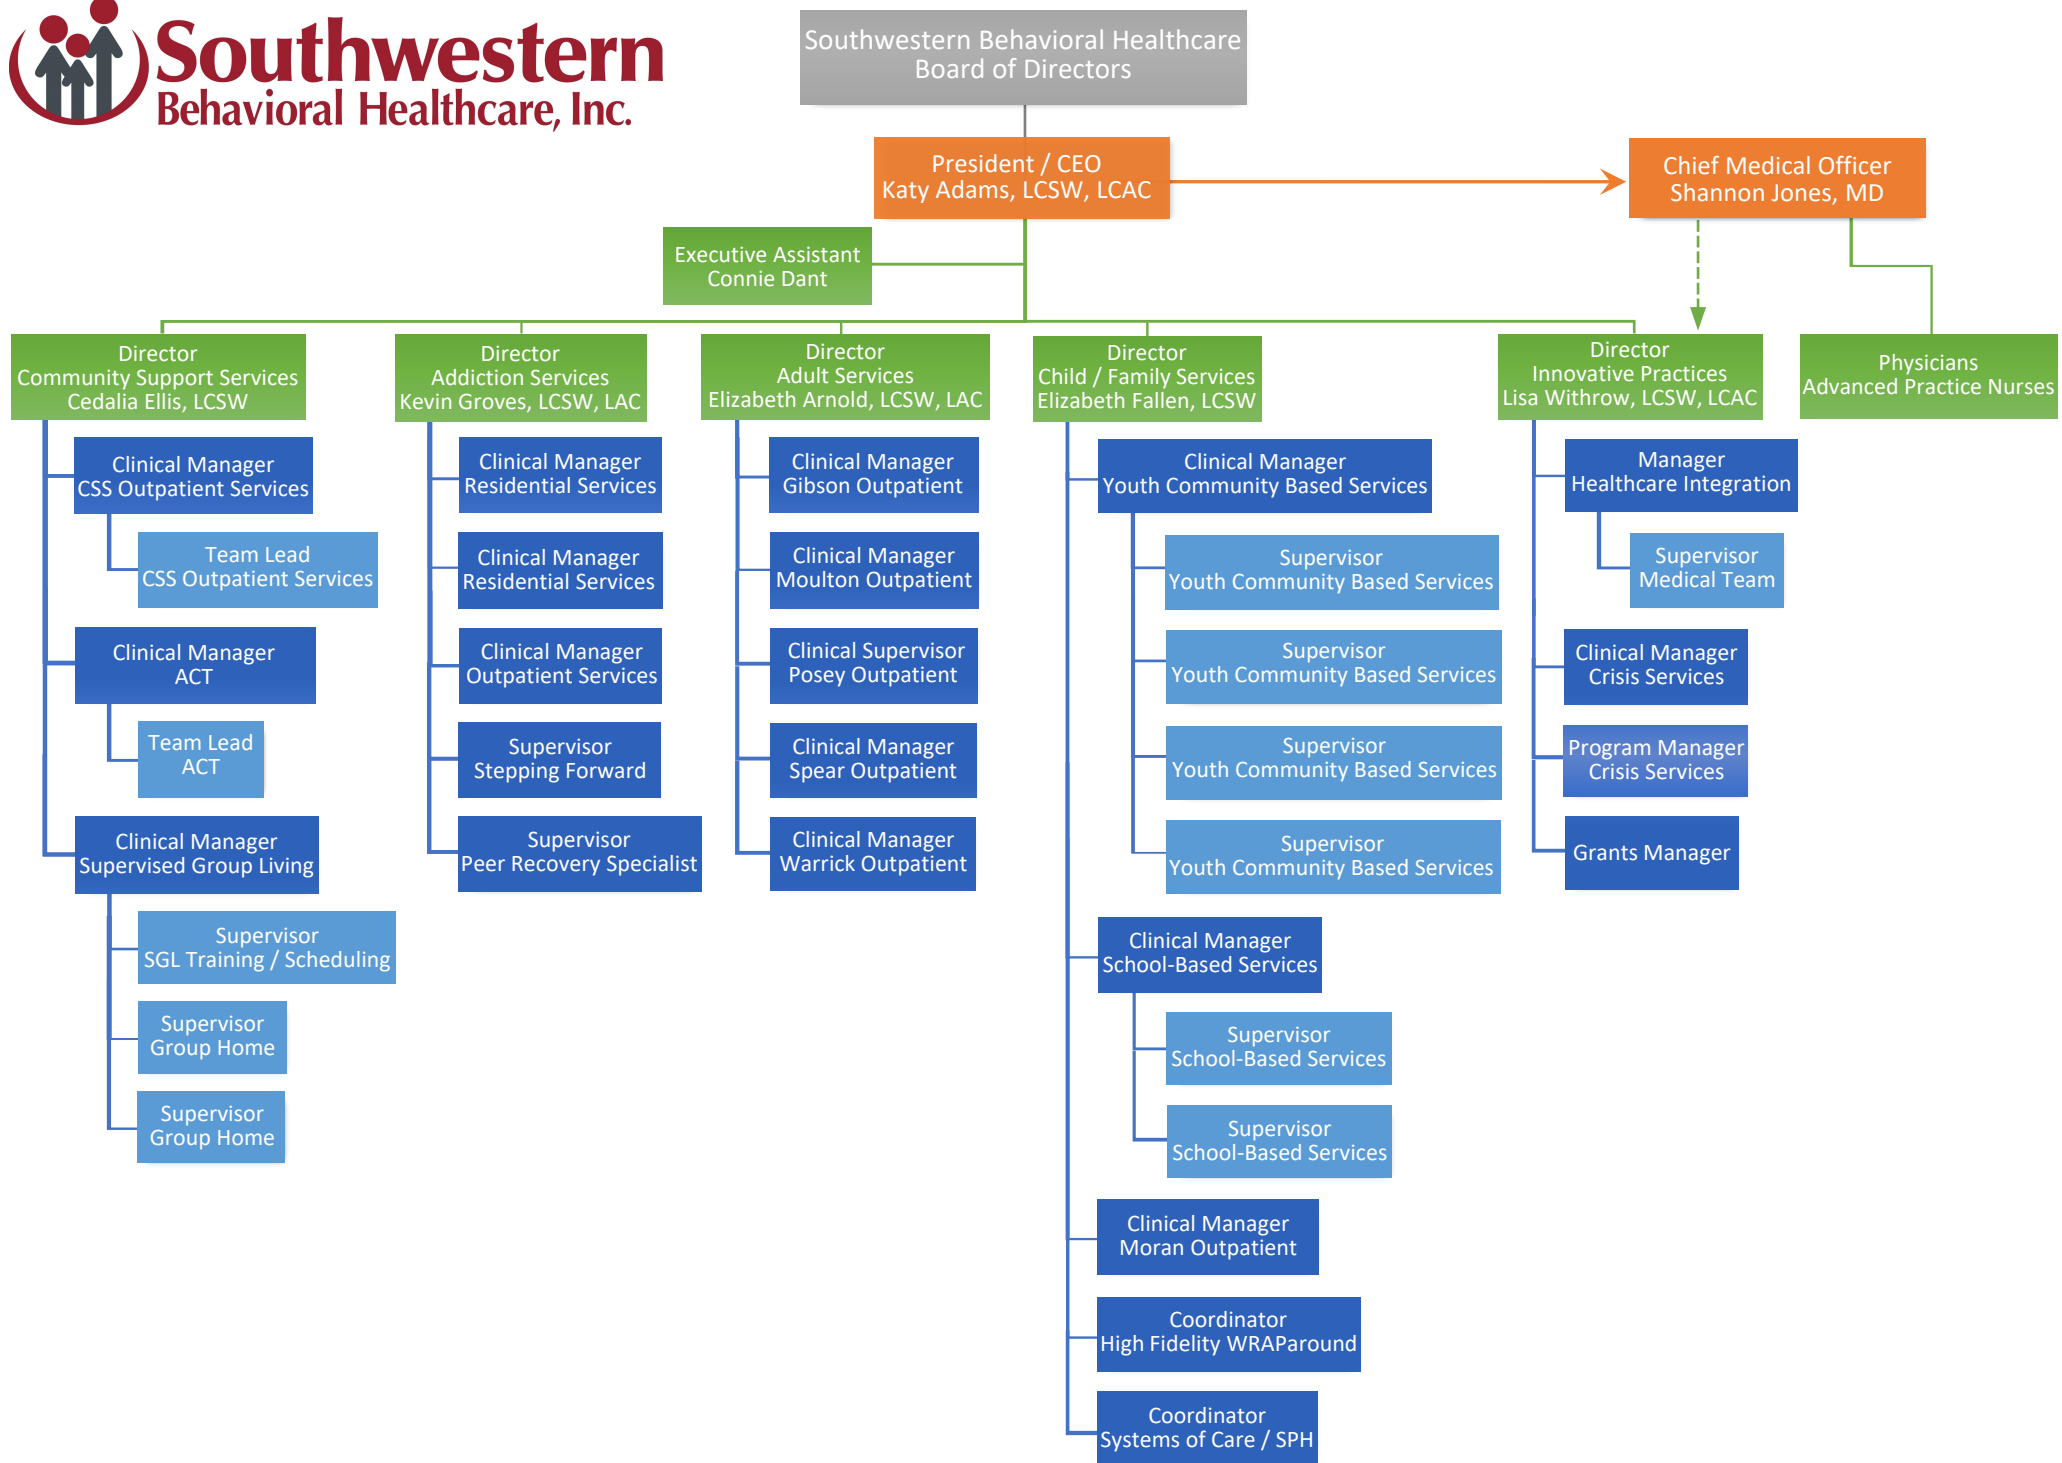 Southwestern
Behavioral Healthcare, Inc.
Southwestern Behavioral Healthcare
Board of Directors
President / CEO
Katy Adams, LCSW, LCAC
Chief Medical Officer
Shannon Jones, MD
Executive Assistant
Connie Dant
Director
Community Support Services
Cedalia Ellis, LCSW
Director
Addiction Services
Kevin Groves, LCSW, LAC
Director
Adult Services
Elizabeth Arnold, LCSW, LAC
Director
Child / Family Services
Elizabeth Fallen, LCSW
Director
Innovative Practices
Lisa Withrow, LCSW, LCAC
Physicians
Advanced Practice Nurses
Clinical Manager
CSS Outpatient Services
Team Lead
CSS Outpatient Services
Clinical Manager
ACT
Team Lead
ACT
Clinical Manager
Supervised Group Living
Supervisor
SGL Training / Scheduling
Supervisor
Group Home
Supervisor
Group Home
Clinical Manager
Residential Services
Clinical Manager
Residential Services
Clinical Manager
Outpatient Services
Supervisor
Stepping Forward
Supervisor
Peer Recovery Specialist
Clinical Manager
Gibson Outpatient
Clinical Manager
Moulton Outpatient
Clinical Supervisor
Posey Outpatient
Clinical Manager
Spear Outpatient
Clinical Manager
Warrick Outpatient
Clinical Manager
Youth Community Based Services
Supervisor
Youth Community Based Services
Supervisor
Youth Community Based Services
Supervisor
Youth Community Based Services
Supervisor
Youth Community Based Services
Clinical Manager
School-Based Services
Supervisor
School-Based Services
Supervisor
School-Based Services
Clinical Manager
Moran Outpatient
Coordinator
High Fidelity WRAParound
Coordinator
Systems of Care / SPH
Manager
Healthcare Integration
Supervisor
Medical Team
Clinical Manager
Crisis Services
Program Manager
Crisis Services
Grants Manager